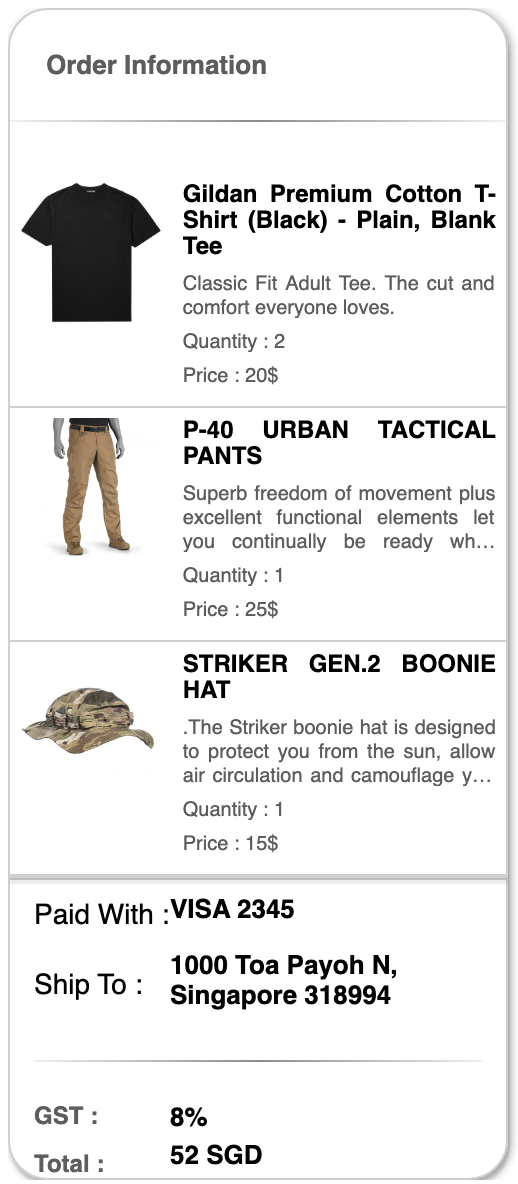 Order Information
Gildan Premium Cotton T-
Shirt (Black) - Plain, Blank
Tee
Classic Fit Adult Tee. The cut and
comfort everyone loves.
Quantity : 2
Price : 20$
P-40 URBAN TACTICAL
PANTS
Superb freedom of movement plus
excellent functional elements let
you continually be ready wh...
Quantity : 1
Price : 25$
STRIKER GEN.2 BOONIE
HAT
.The Striker boonie hat is designed
to protect you from the sun, allow
air circulation and camouflage y...
Quantity : 1
Price : 15$
Paid With : VISA 2345
Ship To : 1000 Toa Payoh N,
Singapore 318994
GST : 8%
Total : 52 SGD